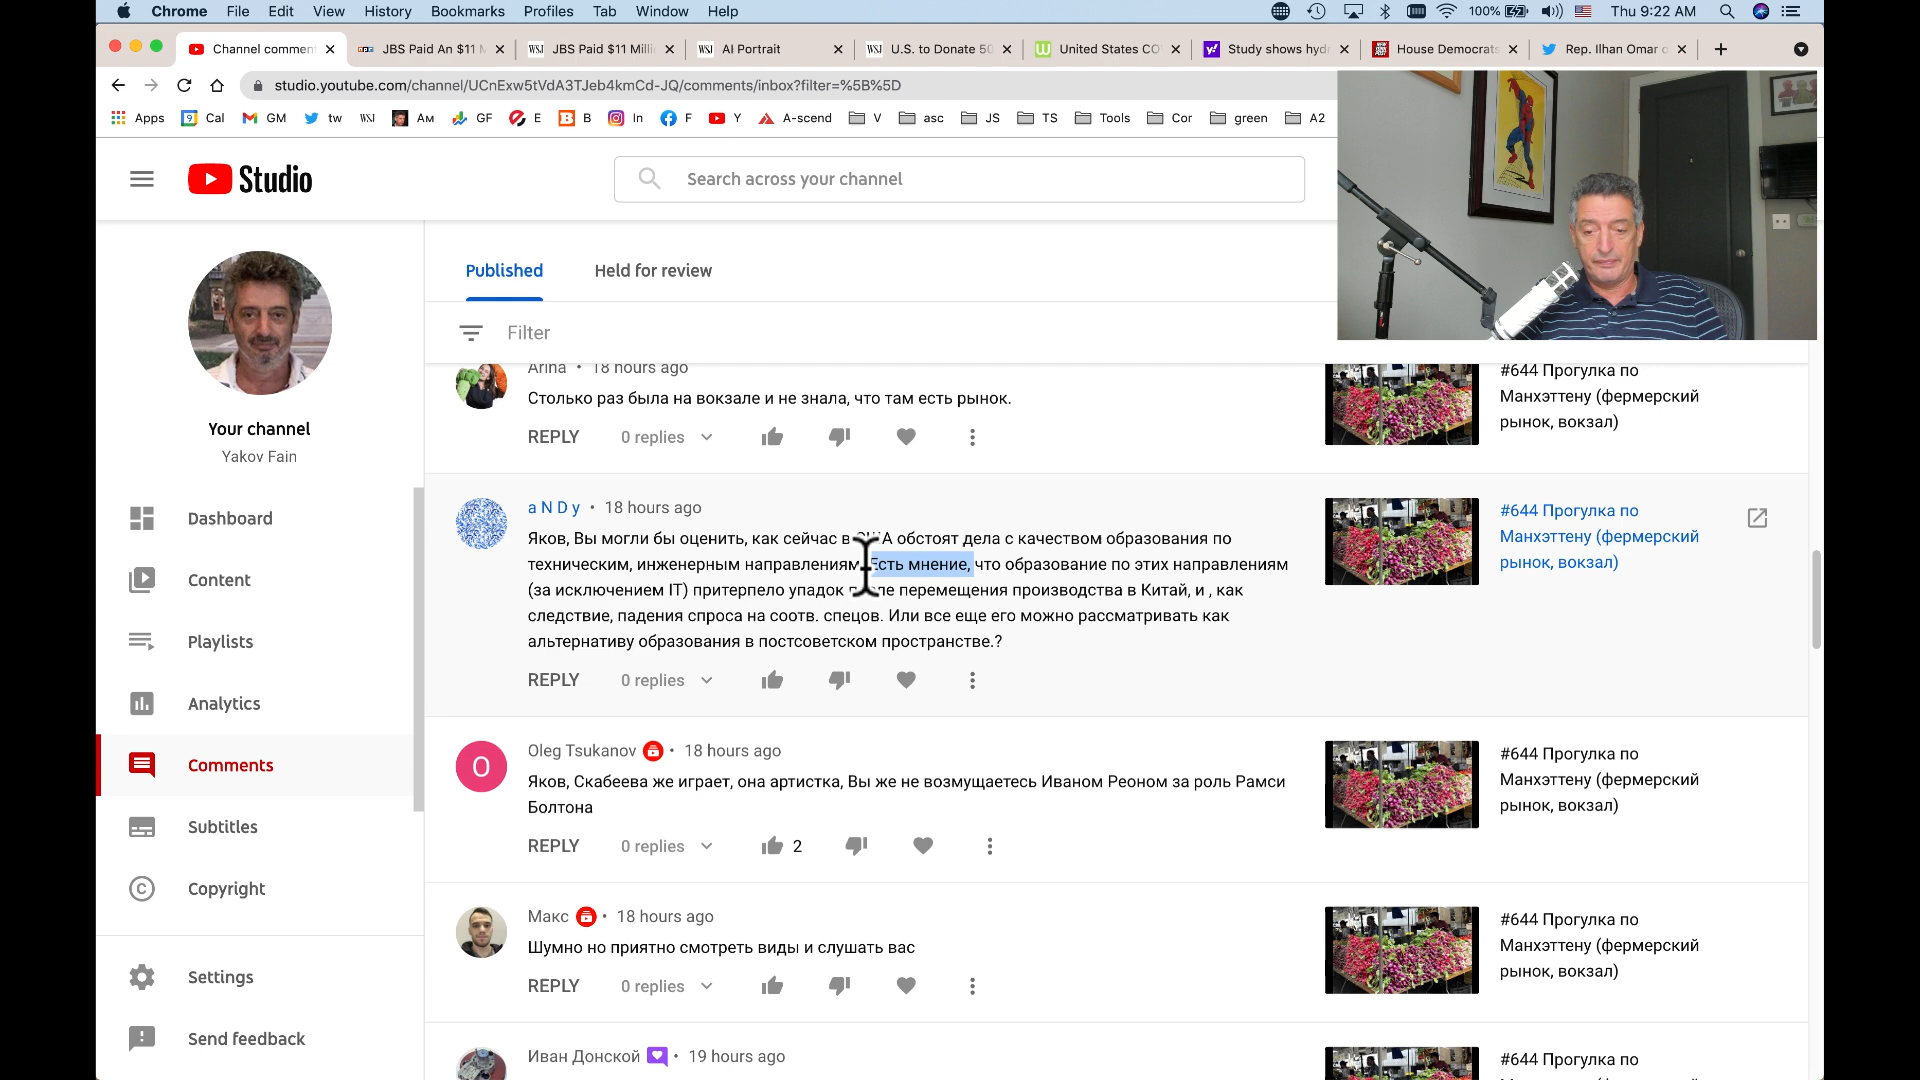 Chrome File Edit View History Bookmarks Profiles Tab Window Help 100% Thu 9:22 AM
Channel comment JBS Paid An $11 M JBS Paid $11 Milli AI Portrait U.S. to Donate 50 United States CO Study shows hydr House Democrats Rep. Ilhan Omar o
studio.youtube.com/channel/UCnExw5tVdA3TJeb4kmCd-JQ/comments/inbox?filter=%5B%5D
Apps Cal GM tw WSJ Ам GF E B In F Y A-scend V asc JS TS Tools Cor green A2
Studio
Search across your channel
Published Held for review
Filter
Your channel
Yakov Fain
Dashboard
Content
Playlists
Analytics
Comments
Subtitles
Copyright
Settings
Send feedback
Arina • 18 hours ago
Столько раз была на вокзале и не знала, что там есть рынок.
REPLY 0 replies
#644 Прогулка по
Манхэттену (фермерский
рынок, вокзал)
a N D y • 18 hours ago
Яков, Вы могли бы оценить, как сейчас в США обстоят дела с качеством образования по
техническим, инженерным направлениям Есть мнение, что образование по этих направлениям
(за исключением IT) притерпело упадок после перемещения производства в Китай, и , как
следствие, падения спроса на соотв. спецов. Или все еще его можно рассматривать как
альтернативу образования в постсоветском пространстве.?
REPLY 0 replies
#644 Прогулка по
Манхэттену (фермерский
рынок, вокзал)
O
Oleg Tsukanov • 18 hours ago
Яков, Скабеева же играет, она артистка, Вы же не возмущаетесь Иваном Реоном за роль Рамси
Болтона
REPLY 0 replies 2
#644 Прогулка по
Манхэттену (фермерский
рынок, вокзал)
Макс • 18 hours ago
Шумно но приятно смотреть виды и слушать вас
REPLY 0 replies
#644 Прогулка по
Манхэттену (фермерский
рынок, вокзал)
Иван Донской • 19 hours ago
#644 Прогулка по